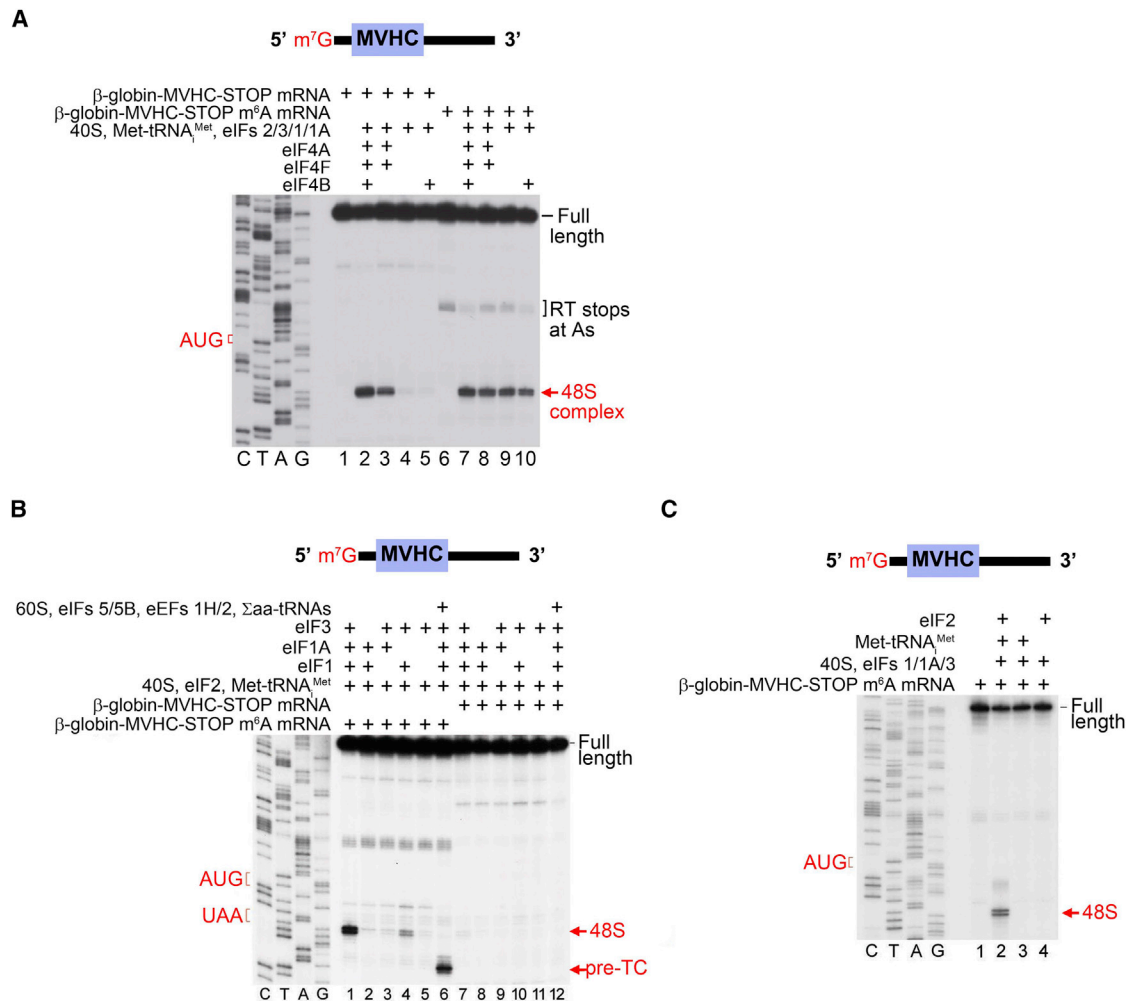 A
5’ m⁷G MVHC 3’
β-globin-MVHC-STOP mRNA + + + + +
β-globin-MVHC-STOP m⁶A mRNA + + + + +
40S, Met-tRNAᵢᴹᵉᵗ, eIFs 2/3/1/1A + + + + + + + +
eIF4A + + + +
eIF4F + + + +
eIF4B + + + +
Full length
RT stops at As
AUG
48S complex
C T A G 1 2 3 4 5 6 7 8 9 10
B
5’ m⁷G MVHC 3’
60S, eIFs 5/5B, eEFs 1H/2, Σaa-tRNAs + +
eIF3 + + + + + + + + + +
eIF1A + + + + + + + +
eIF1 + + + + + + + +
40S, eIF2, Met-tRNAᵢᴹᵉᵗ + + + + + + + + + + + +
β-globin-MVHC-STOP mRNA + + + + + +
β-globin-MVHC-STOP m⁶A mRNA + + + + + +
Full length
AUG
UAA
48S
pre-TC
C T A G 1 2 3 4 5 6 7 8 9 10 11 12
C
5’ m⁷G MVHC 3’
eIF2 + +
Met-tRNAᵢᴹᵉᵗ + +
40S, eIFs 1/1A/3 + + +
β-globin-MVHC-STOP m⁶A mRNA + + + +
Full length
AUG
48S
C T A G 1 2 3 4